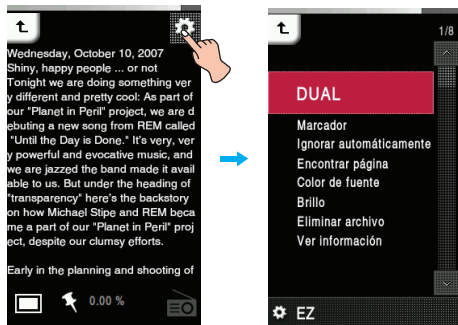 Wednesday, October 10, 2007
Shiny, happy people ... or not
Tonight we are doing something ver
y different and pretty cool: As part of
our "Planet in Peril" project, we are d
ebuting a new song from REM called
"Until the Day is Done." It's very, ver
y powerful and evocative music, and
we are jazzed the band made it avail
able to us. But under the heading of
"transparency" here's the backstory
on how Michael Stipe and REM beca
me a part of our "Planet in Peril" proj
ect, despite our clumsy efforts.
Early in the planning and shooting of
0.00 %
1/8
DUAL
Marcador
Ignorar automáticamente
Encontrar página
Color de fuente
Brillo
Eliminar archivo
Ver información
EZ